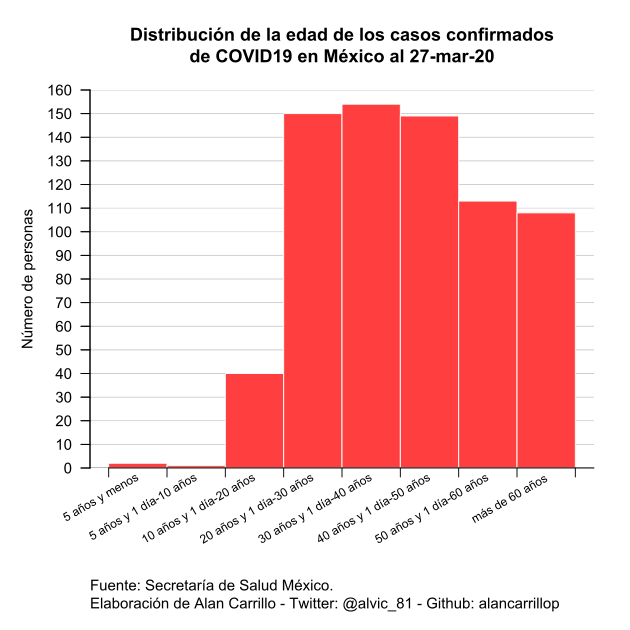 Distribución de la edad de los casos confirmados
de COVID19 en México al 27-mar-20
Número de personas
160
150
140
130
120
110
100
90
80
70
60
50
40
30
20
10
0
5 años y menos
5 años y 1 día-10 años
10 años y 1 día-20 años
20 años y 1 día-30 años
30 años y 1 día-40 años
40 años y 1 día-50 años
50 años y 1 día-60 años
más de 60 años
Fuente: Secretaría de Salud México.
Elaboración de Alan Carrillo - Twitter: @alvic_81 - Github: alancarrillop